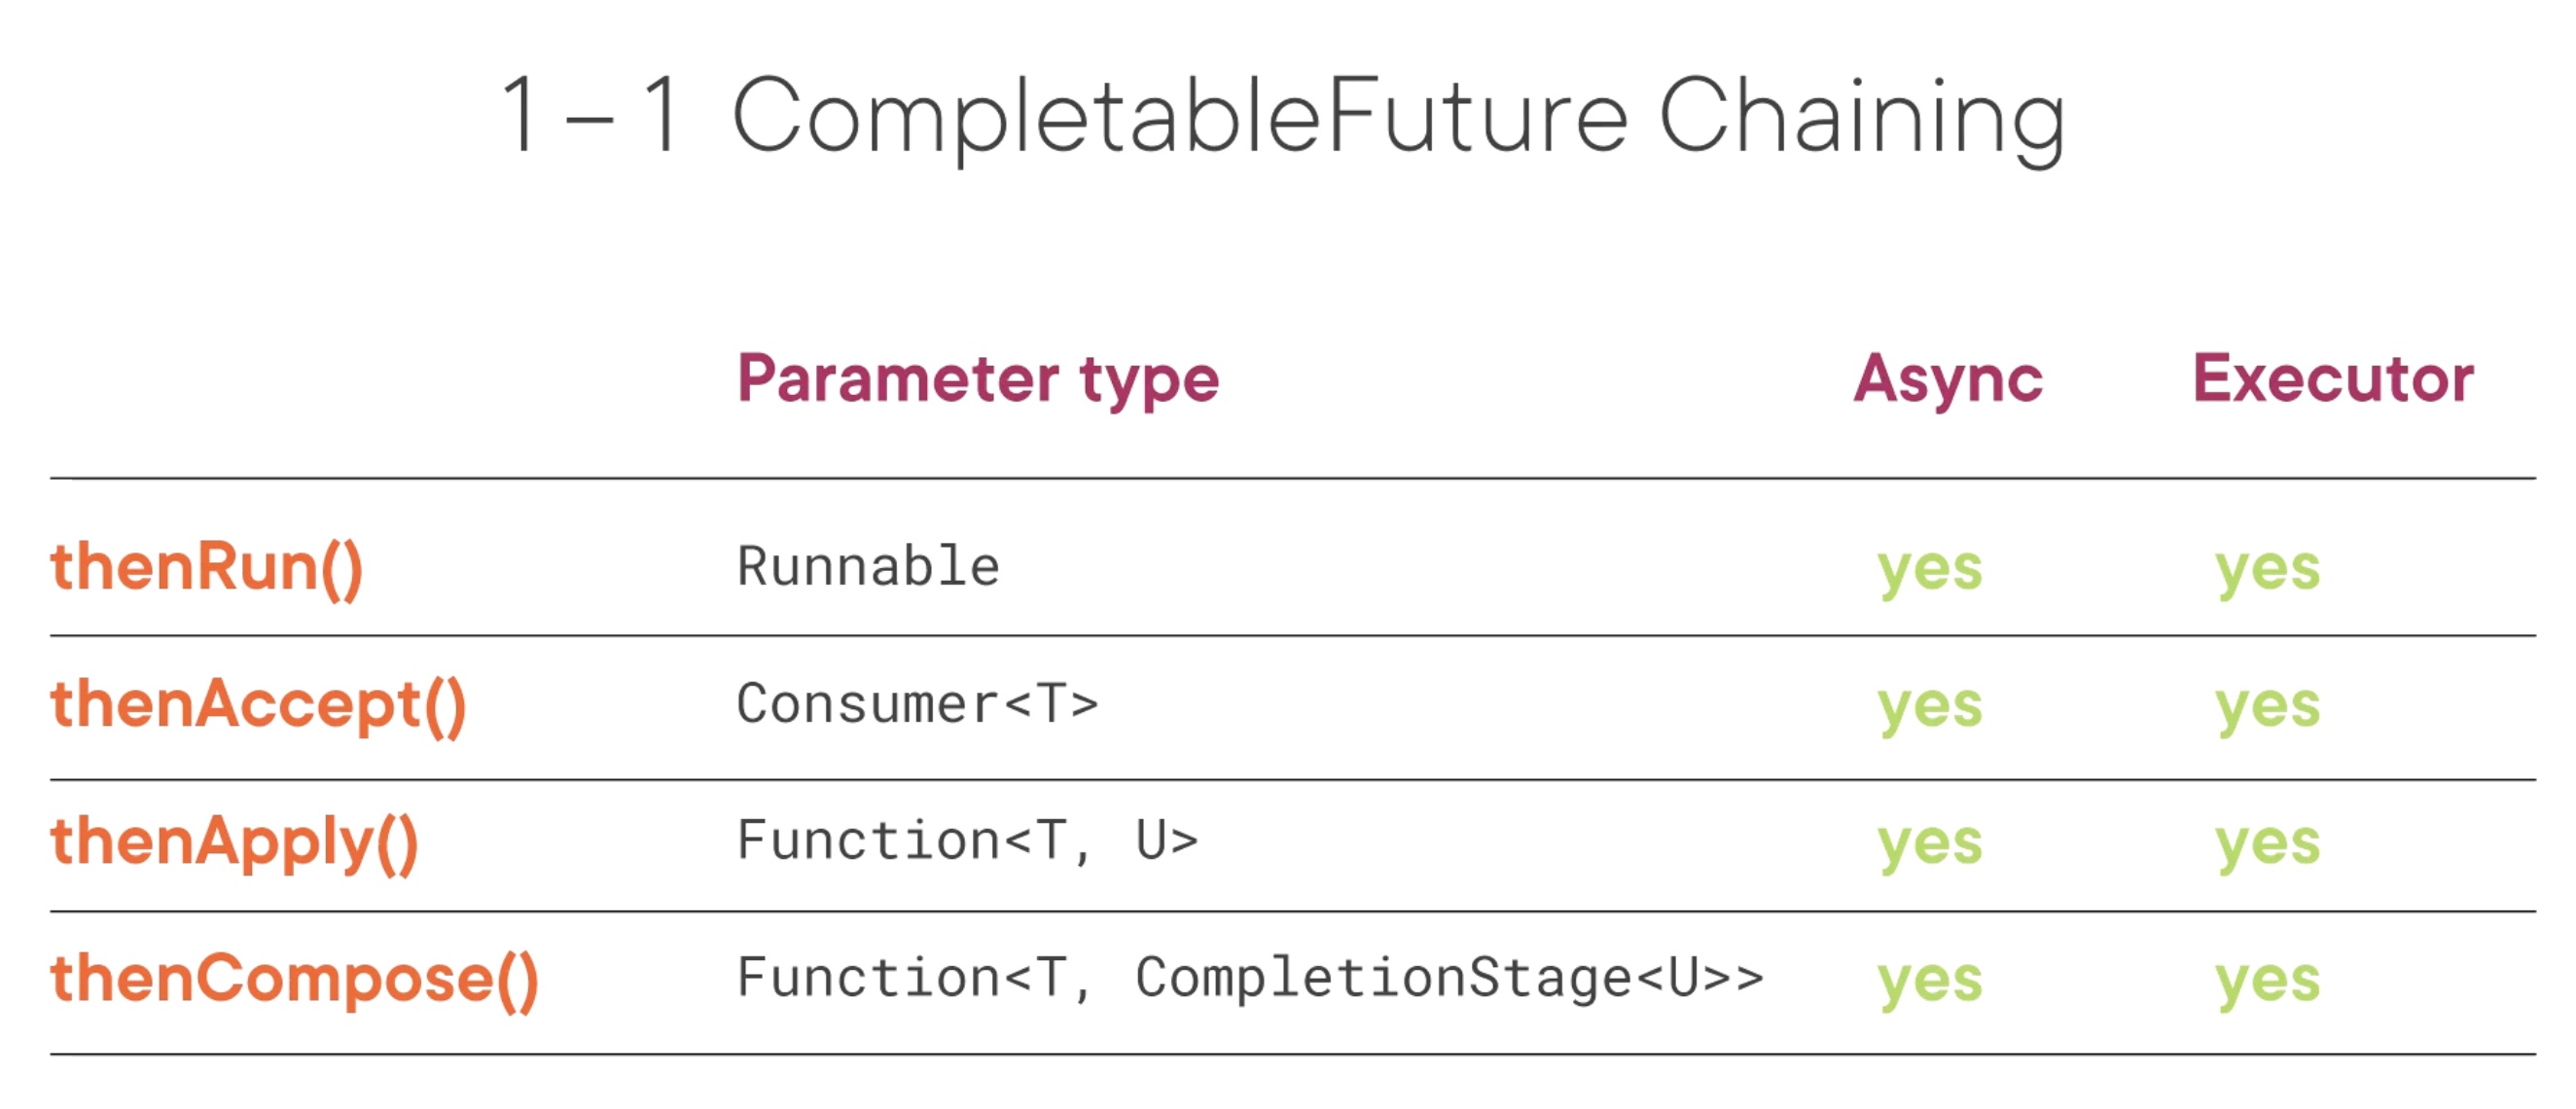 1 – 1 CompletableFuture Chaining
Parameter type Async Executor
thenRun() Runnable yes yes
thenAccept() Consumer<T> yes yes
thenApply() Function<T, U> yes yes
thenCompose() Function<T, CompletionStage<U>> yes yes